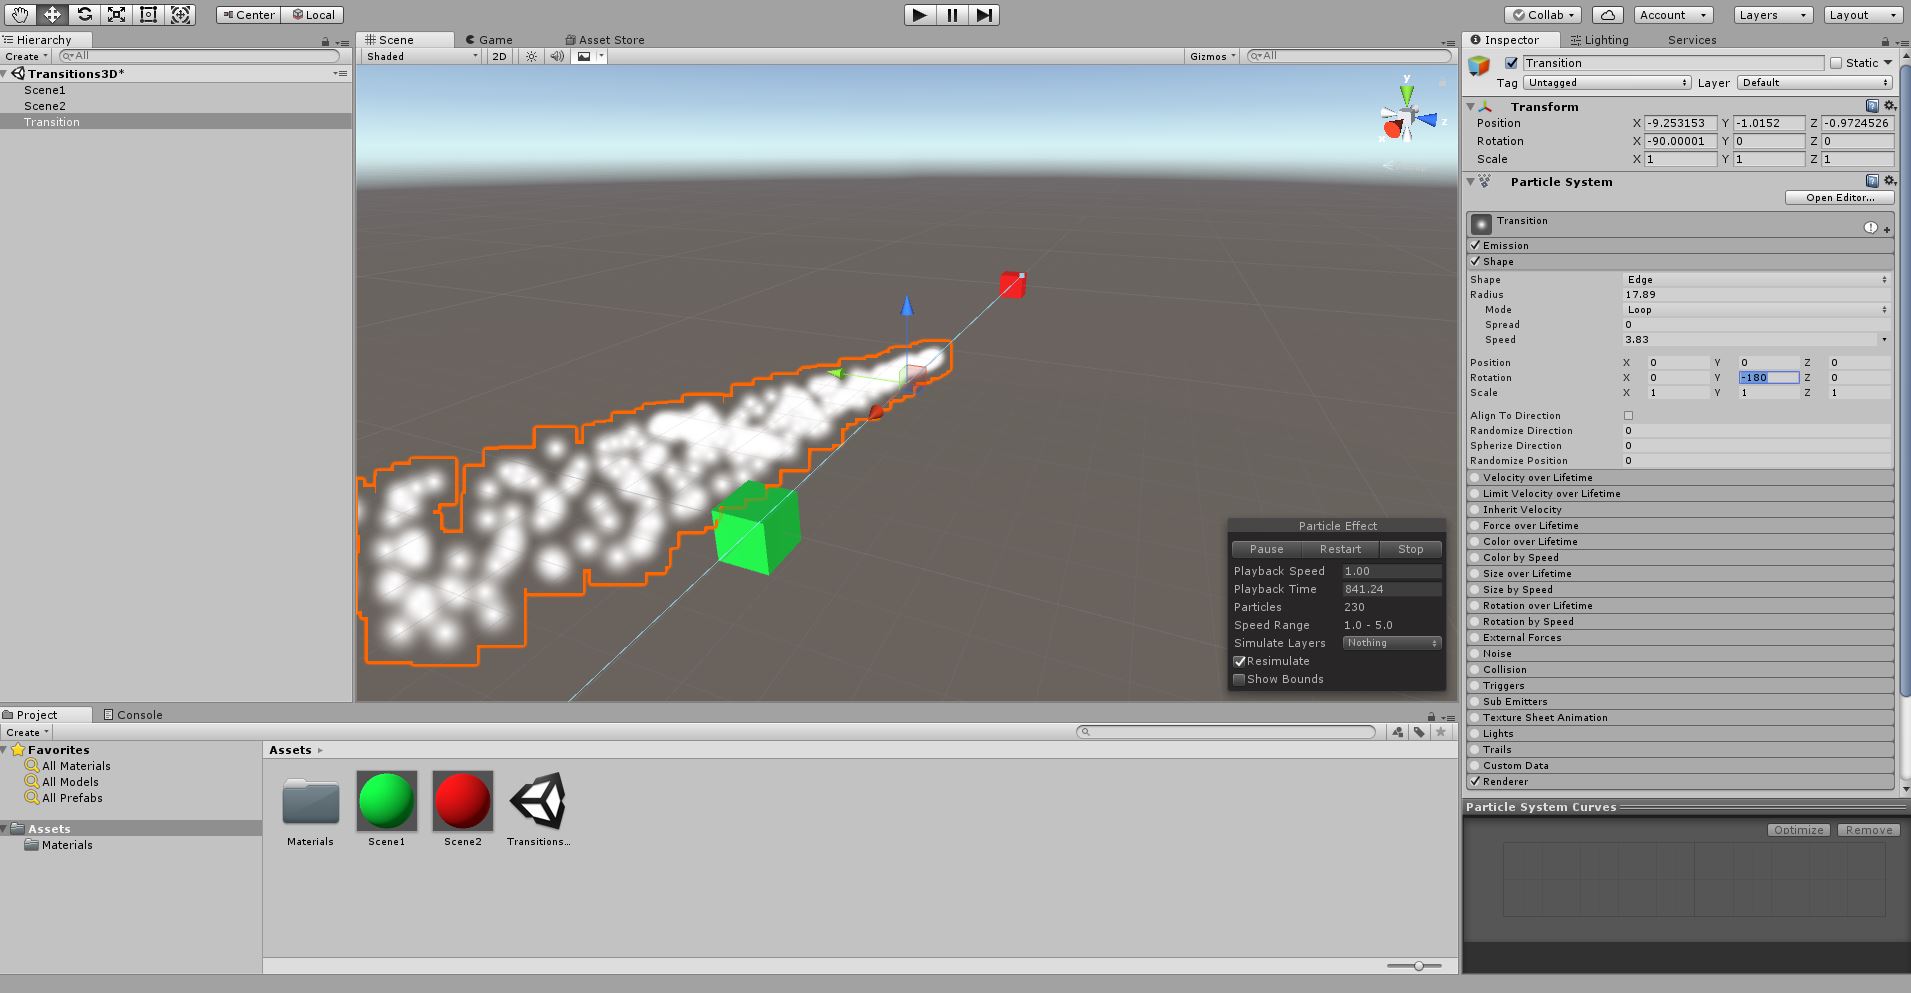 Center Local
Collab Account Layers Layout
Hierarchy
Create All
Transitions3D*
Scene1
Scene2
Transition
Scene Game Asset Store
Shaded 2D Gizmos All
y
z
x
Particle Effect
Pause Restart Stop
Playback Speed 1.00
Playback Time 841.24
Particles 230
Speed Range 1.0 - 5.0
Simulate Layers Nothing
Resimulate
Show Bounds
Inspector Lighting Services
Transition Static
Tag Untagged Layer Default
Transform
Position X -9.253153 Y -1.0152 Z -0.9724526
Rotation X -90.00001 Y 0 Z 0
Scale X 1 Y 1 Z 1
Particle System
Open Editor...
Transition
Emission
Shape
Shape Edge
Radius 17.89
Mode Loop
Spread 0
Speed 3.83
Position X 0 Y 0 Z 0
Rotation X 0 Y -180 Z 0
Scale X 1 Y 1 Z 1
Align To Direction
Randomize Direction 0
Spherize Direction 0
Randomize Position 0
Velocity over Lifetime
Limit Velocity over Lifetime
Inherit Velocity
Force over Lifetime
Color over Lifetime
Color by Speed
Size over Lifetime
Size by Speed
Rotation over Lifetime
Rotation by Speed
External Forces
Noise
Collision
Triggers
Sub Emitters
Texture Sheet Animation
Lights
Trails
Custom Data
Renderer
Particle System Curves
Optimize Remove
Project Console
Create
Favorites
All Materials
All Models
All Prefabs
Assets
Materials
Assets
Materials Scene1 Scene2 Transitions...